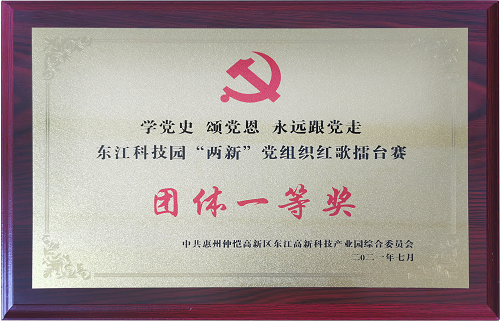 学党史 颂党恩 永远跟党走
东江科技园“两新”党组织红歌擂台赛
团体一等奖
中共惠州仲恺高新区东江高新科技产业园综合委员会
二〇二一年七月